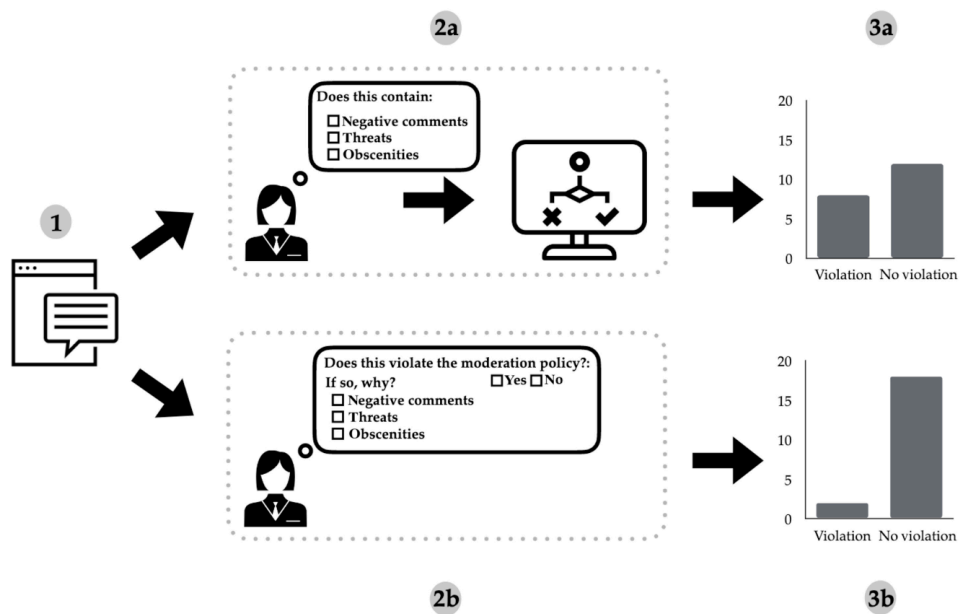 2a
3a
1
Does this contain:
Negative comments
Threats
Obscenities
20
15
10
5
0
Violation No violation
Does this violate the moderation policy?:
If so, why? Yes No
Negative comments
Threats
Obscenities
20
15
10
5
0
Violation No violation
2b
3b